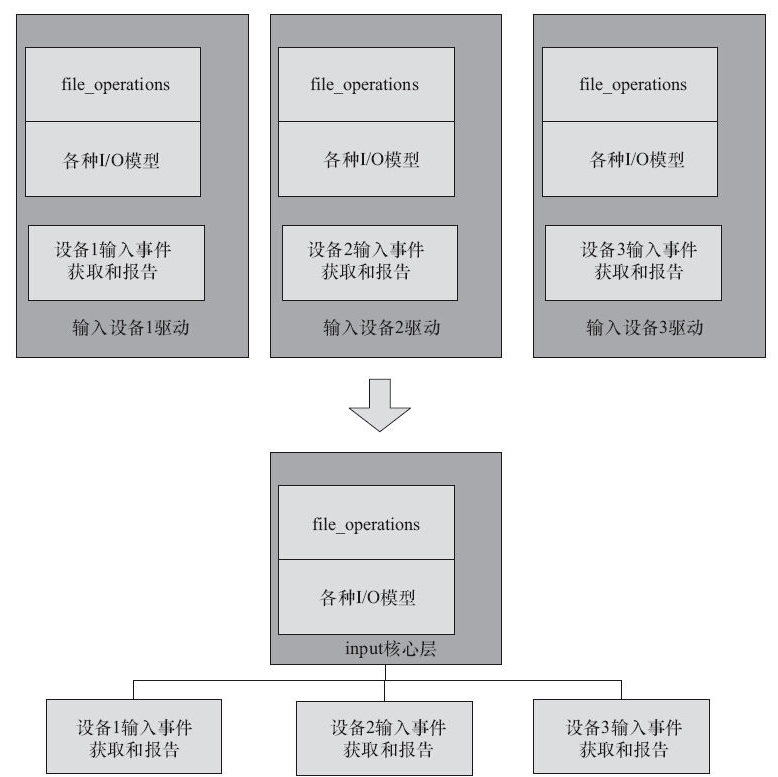 file_operations
各种I/O模型
设备1输入事件
获取和报告
输入设备1驱动
file_operations
各种I/O模型
设备2输入事件
获取和报告
输入设备2驱动
file_operations
各种I/O模型
设备3输入事件
获取和报告
输入设备3驱动
file_operations
各种I/O模型
input核心层
设备1输入事件
获取和报告
设备2输入事件
获取和报告
设备3输入事件
获取和报告